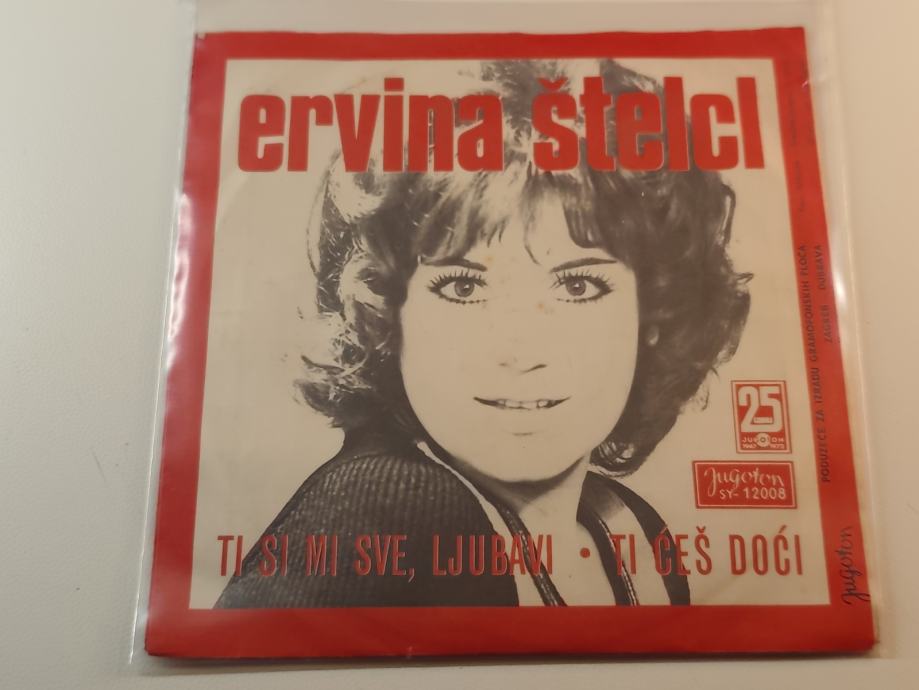 ervina štelcl
25
JUGOTON
1947 1972
Jugoton
SY- 12008
TI SI MI SVE, LJUBAVI • TI ĆEŠ DOĆI
PODUZEĆE ZA IZRADU GRAMOFONSKIH PLOČA
ZAGREB DUBRAVA
Jugoton